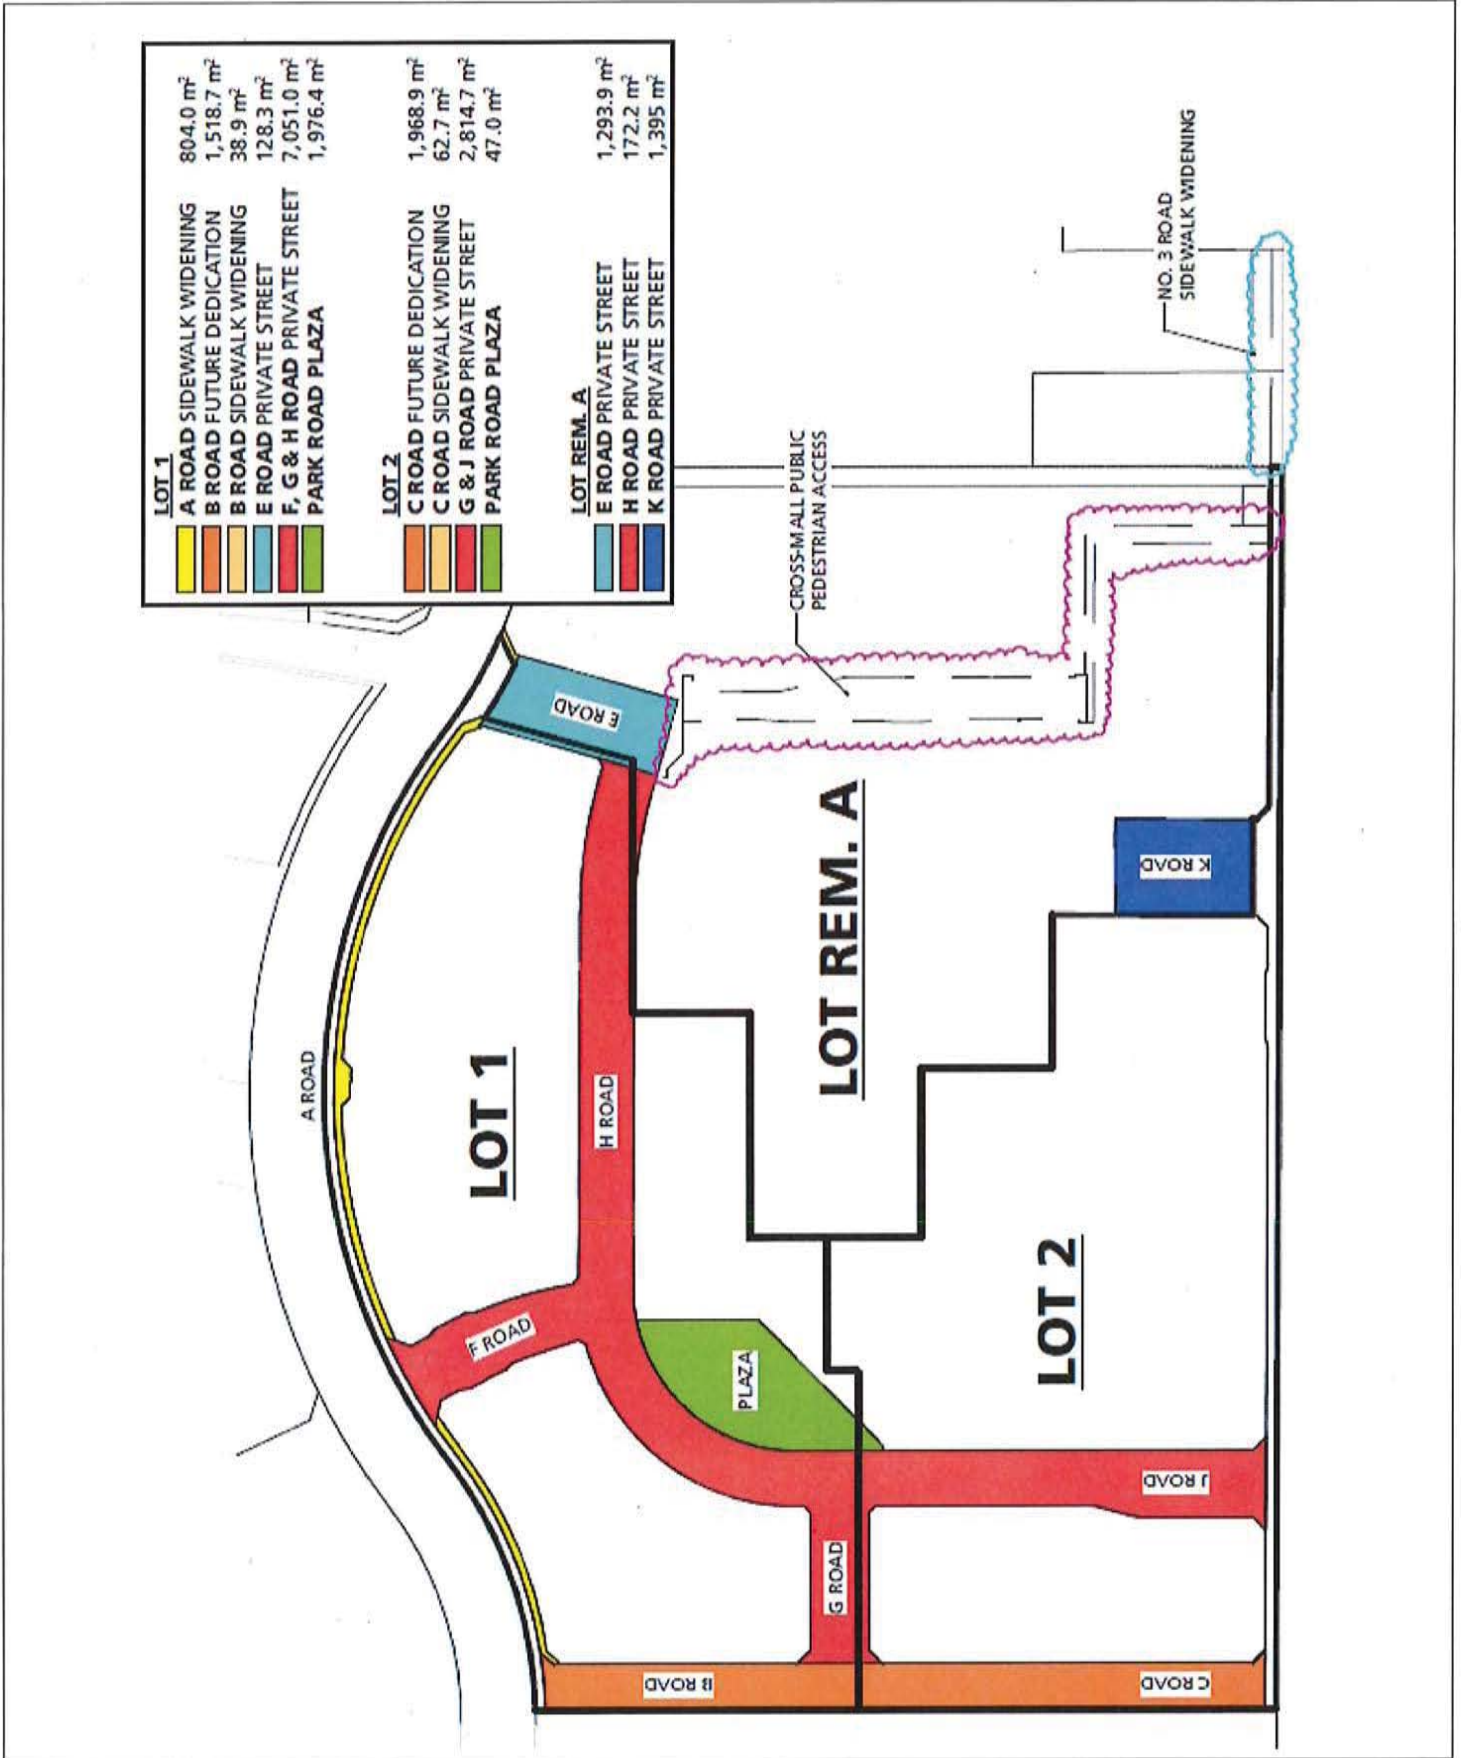 LOT 1
A ROAD SIDEWALK WIDENING 804.0 m²
B ROAD FUTURE DEDICATION 1,518.7 m²
B ROAD SIDEWALK WIDENING 38.9 m²
E ROAD PRIVATE STREET 128.3 m²
F, G & H ROAD PRIVATE STREET 7,051.0 m²
PARK ROAD PLAZA 1,976.4 m²
LOT 2
C ROAD FUTURE DEDICATION 1,968.9 m²
C ROAD SIDEWALK WIDENING 62.7 m²
G & J ROAD PRIVATE STREET 2,814.7 m²
PARK ROAD PLAZA 47.0 m²
LOT REM. A
E ROAD PRIVATE STREET 1,293.9 m²
H ROAD PRIVATE STREET 172.2 m²
K ROAD PRIVATE STREET 1,395 m²
A ROAD
E ROAD
LOT 1
H ROAD
F ROAD
PLAZA
B ROAD
G ROAD
LOT REM. A
CROSS-MALL PUBLIC
PEDESTRIAN ACCESS
LOT 2
K ROAD
J ROAD
C ROAD
NO. 3 ROAD
SIDEWALK WIDENING